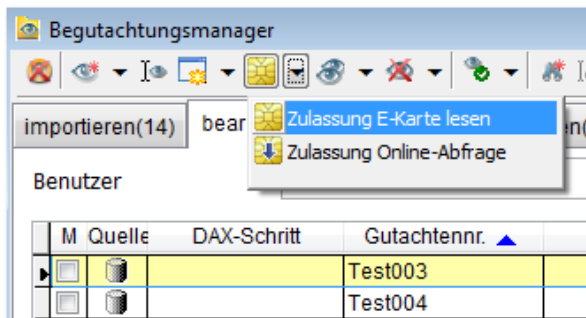 Begutachtungsmanager
importieren(14)
bear
Zulassung E-Karte lesen
Zulassung Online-Abfrage
Benutzer
M Quelle DAX-Schritt Gutachtennr.
Test003
Test004